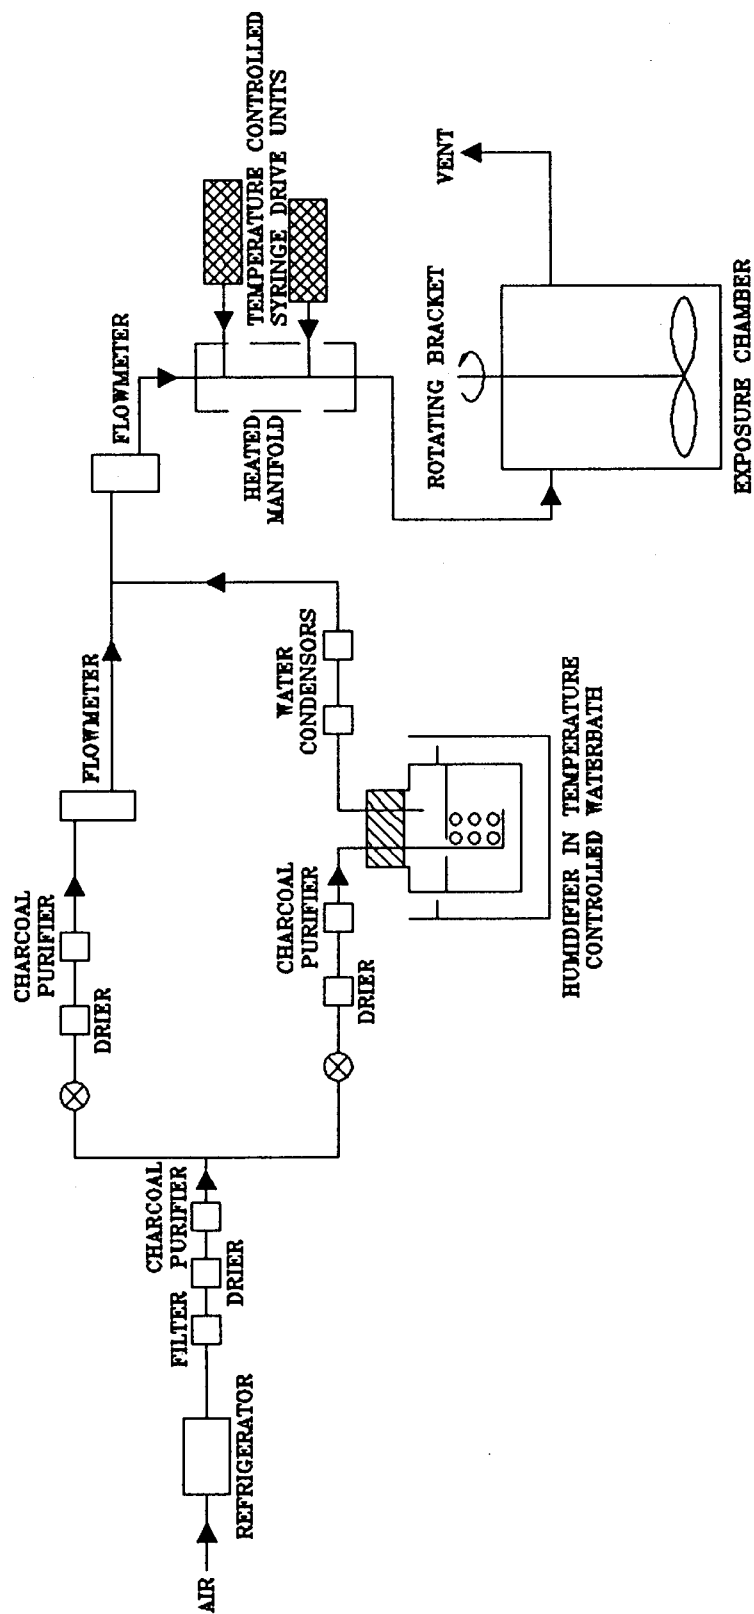 AIR
REFRIGERATOR
FILTER
DRIER
CHARCOAL
PURIFIER
DRIER
CHARCOAL
PURIFIER
FLOWMETER
DRIER
CHARCOAL
PURIFIER
HUMIDIFIER IN TEMPERATURE
CONTROLLED WATERBATH
WATER
CONDENSORS
FLOWMETER
HEATED
MANIFOLD
TEMPERATURE CONTROLLED
SYRINGE DRIVE UNITS
ROTATING BRACKET
VENT
EXPOSURE CHAMBER